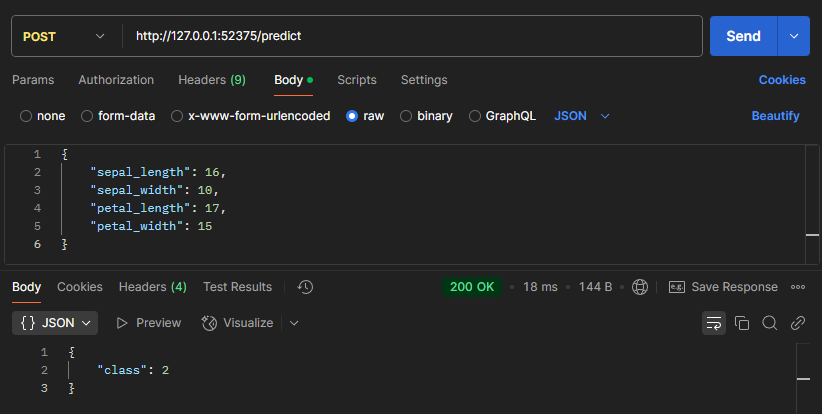 POST http://127.0.0.1:52375/predict Send
Params Authorization Headers (9) Body Scripts Settings Cookies
none form-data x-www-form-urlencoded raw binary GraphQL JSON Beautify
1 {
2 "sepal_length": 16,
3 "sepal_width": 10,
4 "petal_length": 17,
5 "petal_width": 15
6 }
Body Cookies Headers (4) Test Results 200 OK • 18 ms • 144 B • e.g. Save Response
{} JSON Preview Visualize
1 {
2 "class": 2
3 }